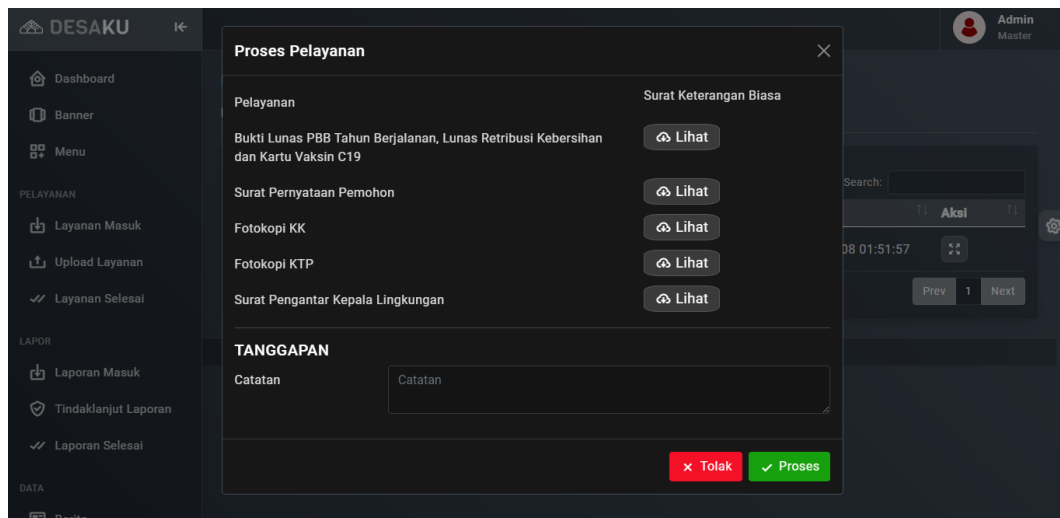 DESAKU
Admin
Master
Dashboard
Banner
Menu
PELAYANAN
Layanan Masuk
Upload Layanan
Layanan Selesai
LAPOR
Laporan Masuk
Tindaklanjut Laporan
Laporan Selesai
DATA
Berita
Proses Pelayanan
Pelayanan
Surat Keterangan Biasa
Bukti Lunas PBB Tahun Berjalanan, Lunas Retribusi Kebersihan
dan Kartu Vaksin C19
Lihat
Surat Pernyataan Pemohon
Lihat
Fotokopi KK
Lihat
Fotokopi KTP
Lihat
Surat Pengantar Kepala Lingkungan
Lihat
TANGGAPAN
Catatan
Catatan
Tolak
Proses
Search:
Aksi
08 01:51:57
Prev 1 Next